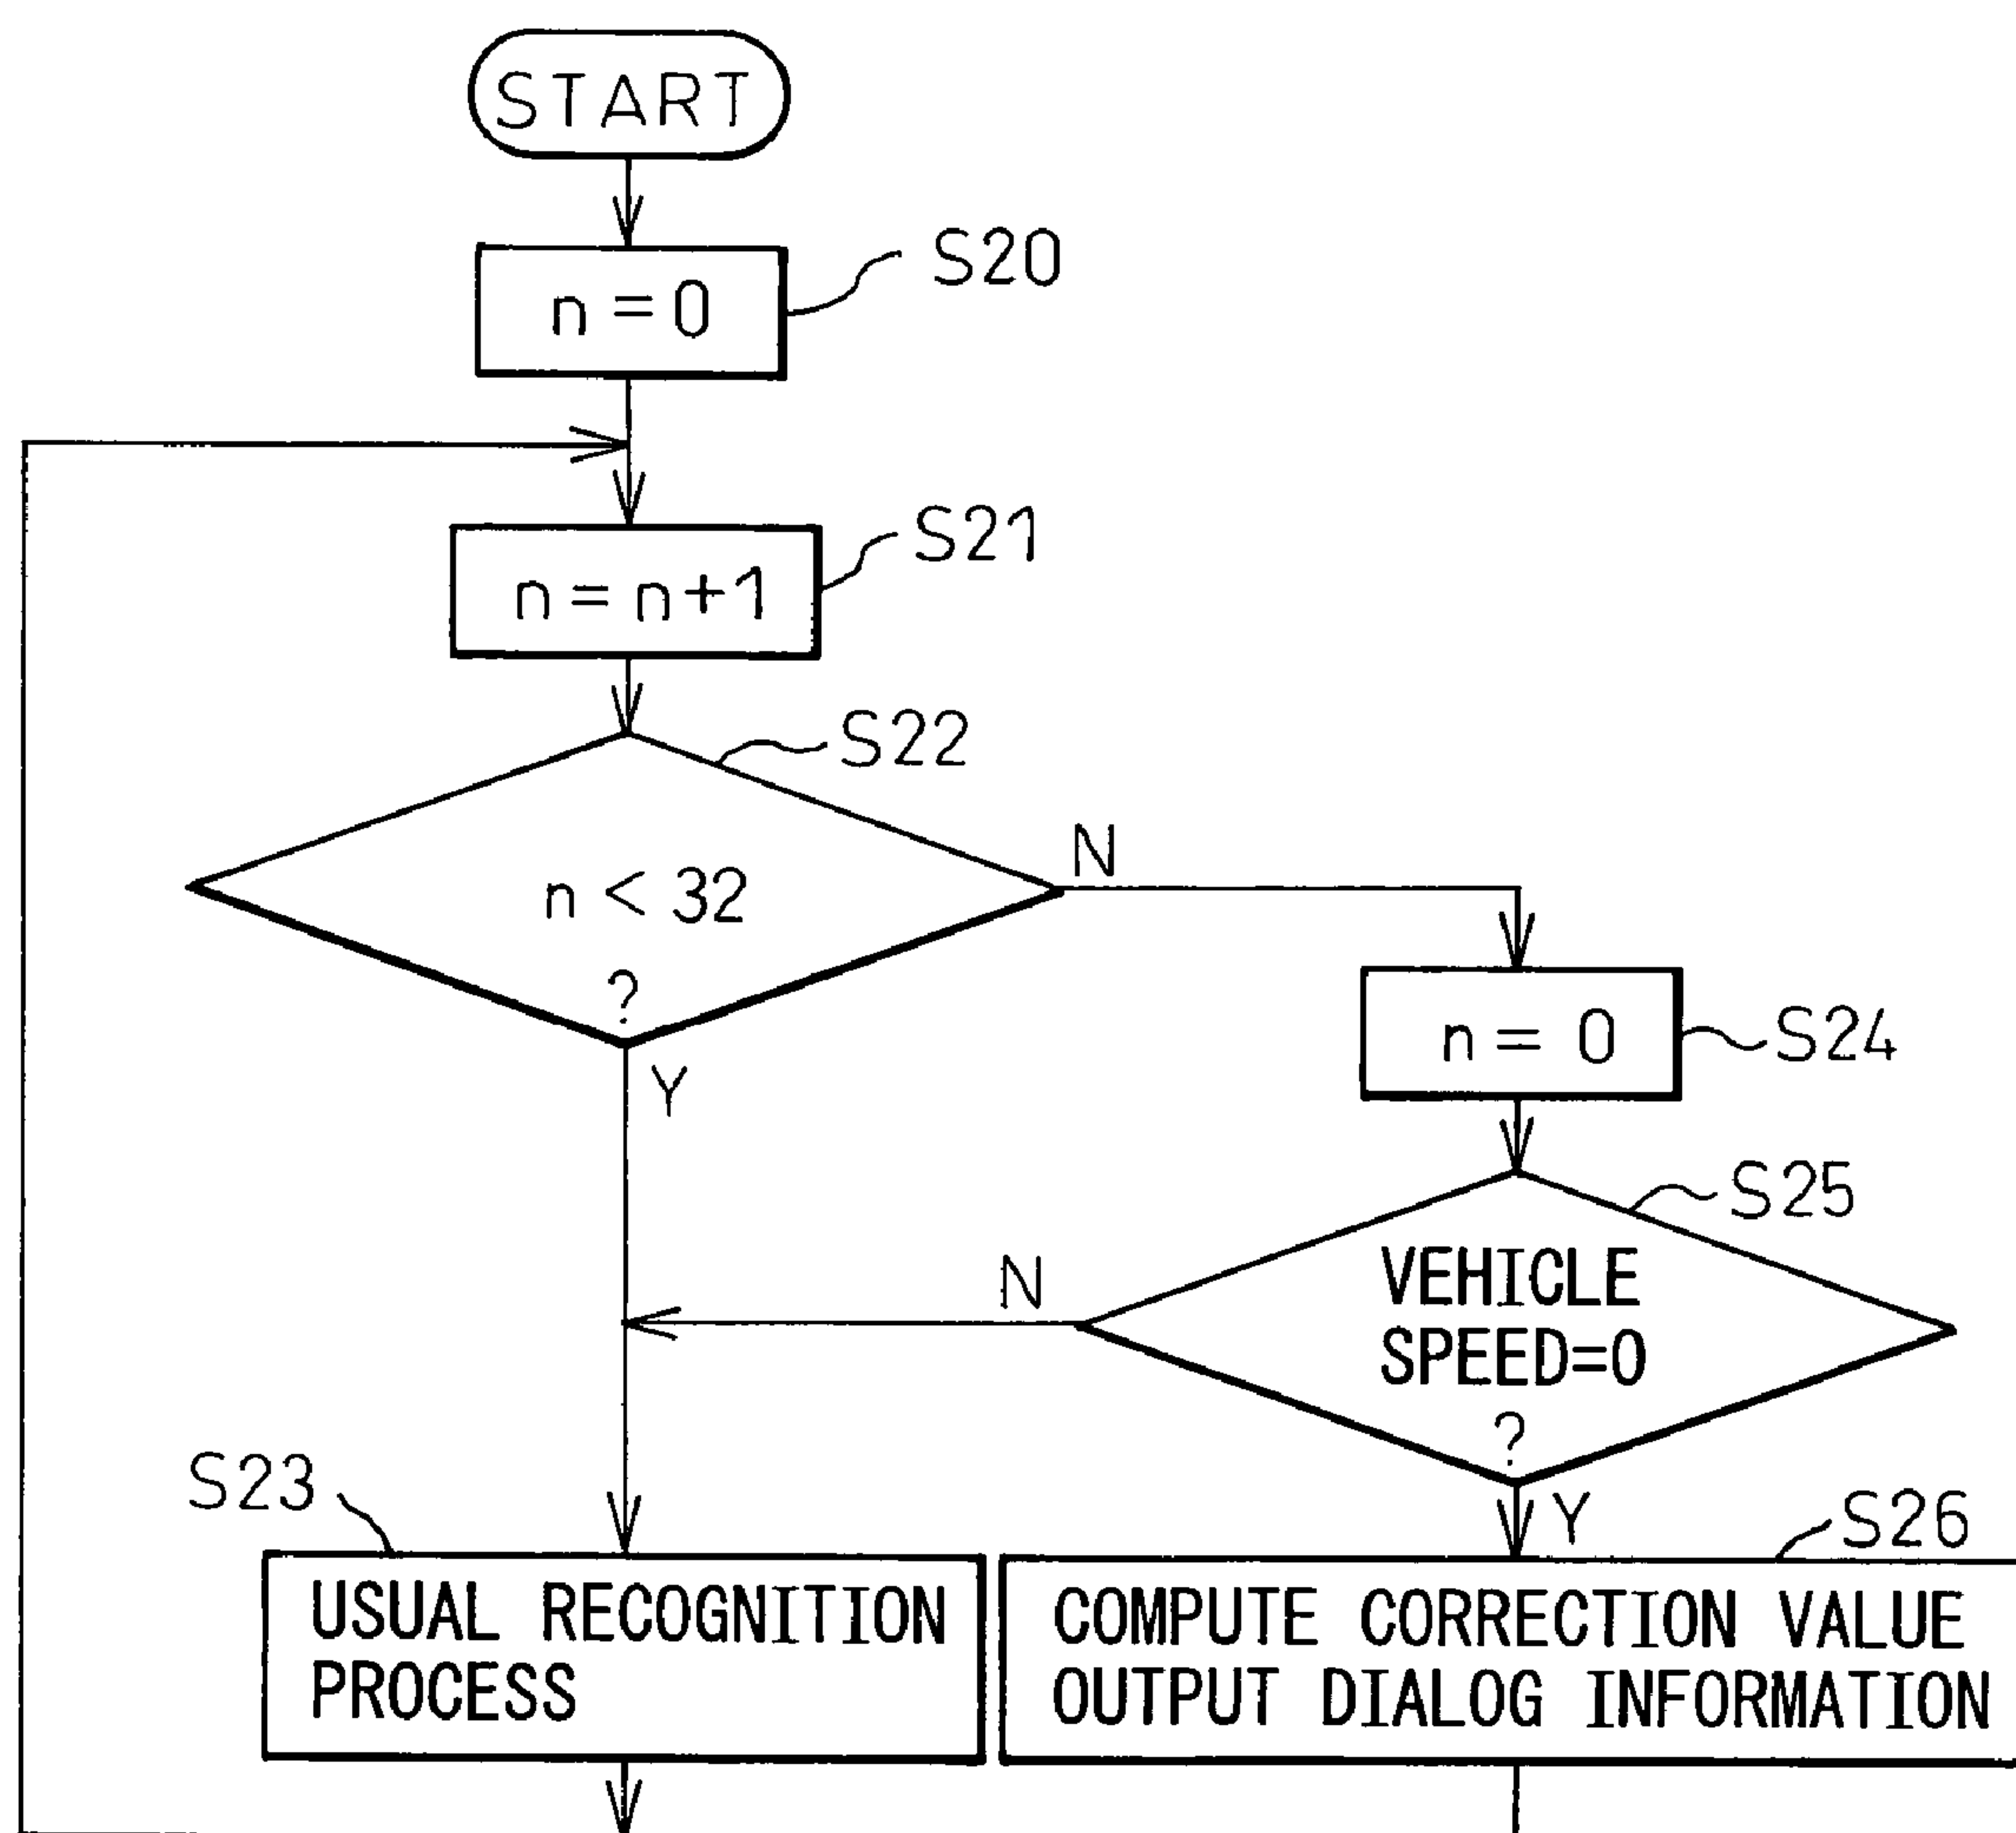 START
n = 0
S20
n = n+1
S21
S22
n < 32
?
N
Y
n = 0
S24
S25
VEHICLE
SPEED=0
?
N
Y
S23
USUAL RECOGNITION
PROCESS
S26
COMPUTE CORRECTION VALUE
OUTPUT DIALOG INFORMATION